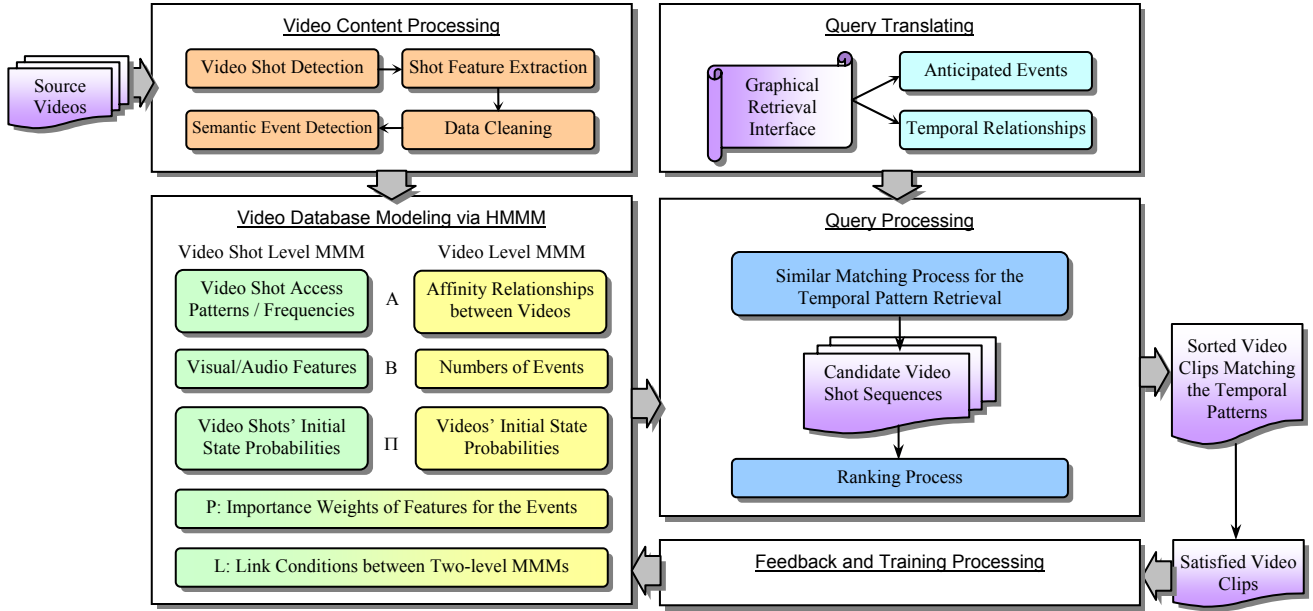 Source
Videos
Video Content Processing
Video Shot Detection
Shot Feature Extraction
Semantic Event Detection
Data Cleaning
Query Translating
Graphical
Retrieval
Interface
Anticipated Events
Temporal Relationships
Video Database Modeling via HMMM
Video Shot Level MMM
Video Level MMM
Video Shot Access
Patterns / Frequencies
A
Affinity Relationships
between Videos
Visual/Audio Features
B
Numbers of Events
Video Shots’ Initial
State Probabilities
Π
Videos’ Initial State
Probabilities
P: Importance Weights of Features for the Events
L: Link Conditions between Two-level MMMs
Query Processing
Similar Matching Process for the
Temporal Pattern Retrieval
Candidate Video
Shot Sequences
Ranking Process
Sorted Video
Clips Matching
the Temporal
Patterns
Feedback and Training Processing
Satisfied Video
Clips